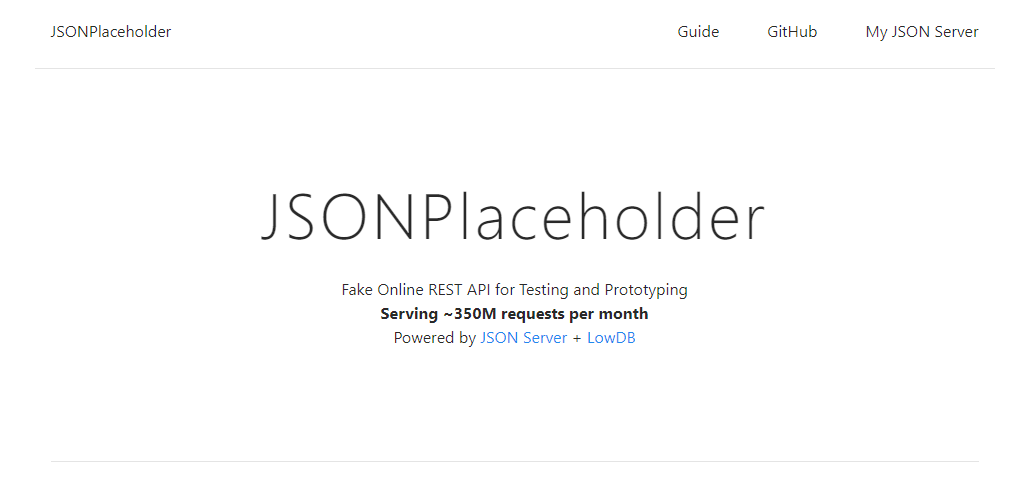 JSONPlaceholder
Guide
GitHub
My JSON Server
JSONPlaceholder
Fake Online REST API for Testing and Prototyping
Serving ~350M requests per month
Powered by JSON Server + LowDB